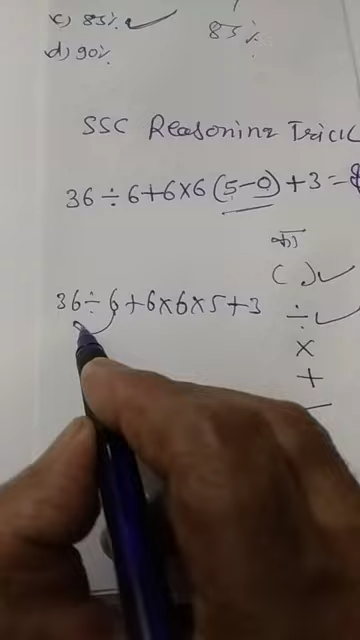 c) 85%
85%
d) 90%
SSC Reasoning Trick
36÷6+6×6(5-0)+3=
का
( )
36÷6+6×6×5+3
÷
×
+
-